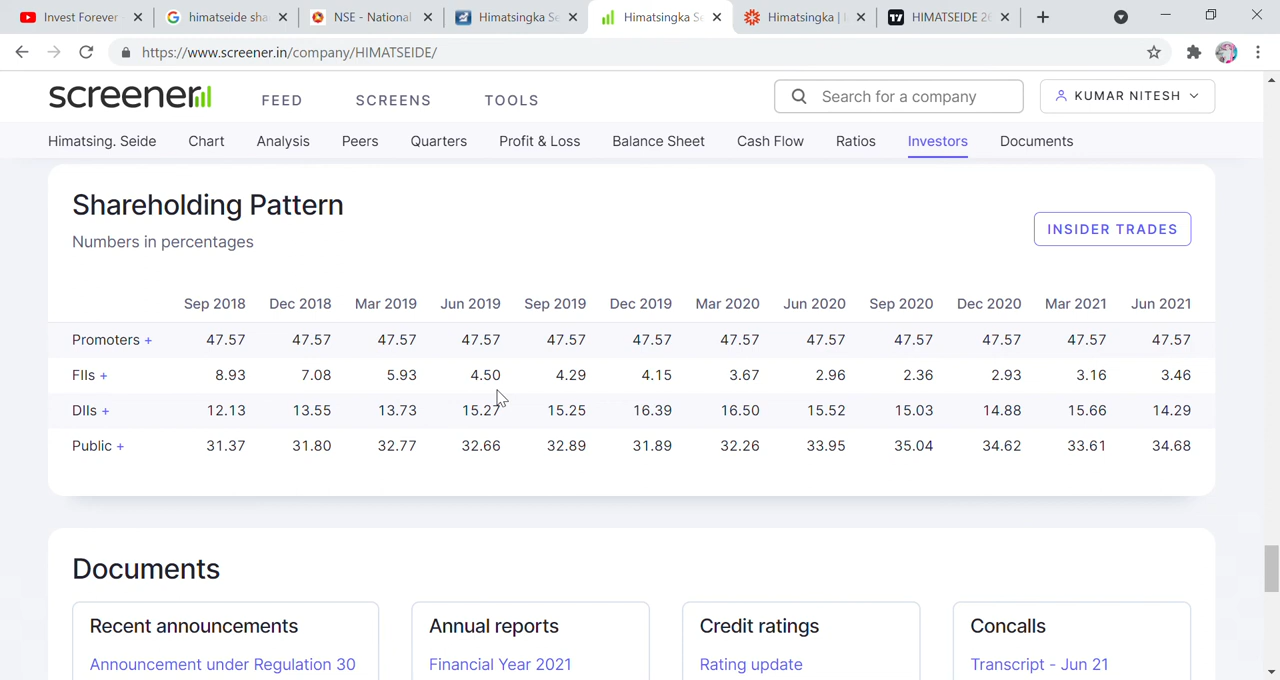 Invest Forever himatseide sha NSE - National Himatsingka Se Himatsingka Se Himatsingka | HIMATSEIDE 2
https://www.screener.in/company/HIMATSEIDE/
screener FEED SCREENS TOOLS Search for a company KUMAR NITESH
Himatsing. Seide Chart Analysis Peers Quarters Profit & Loss Balance Sheet Cash Flow Ratios Investors Documents
Shareholding Pattern
Numbers in percentages
INSIDER TRADES
Sep 2018 Dec 2018 Mar 2019 Jun 2019 Sep 2019 Dec 2019 Mar 2020 Jun 2020 Sep 2020 Dec 2020 Mar 2021 Jun 2021
Promoters + 47.57 47.57 47.57 47.57 47.57 47.57 47.57 47.57 47.57 47.57 47.57 47.57
FIIs + 8.93 7.08 5.93 4.50 4.29 4.15 3.67 2.96 2.36 2.93 3.16 3.46
DIIs + 12.13 13.55 13.73 15.27 15.25 16.39 16.50 15.52 15.03 14.88 15.66 14.29
Public + 31.37 31.80 32.77 32.66 32.89 31.89 32.26 33.95 35.04 34.62 33.61 34.68
Documents
Recent announcements Annual reports Credit ratings Concalls
Announcement under Regulation 30 Financial Year 2021 Rating update Transcript - Jun 21